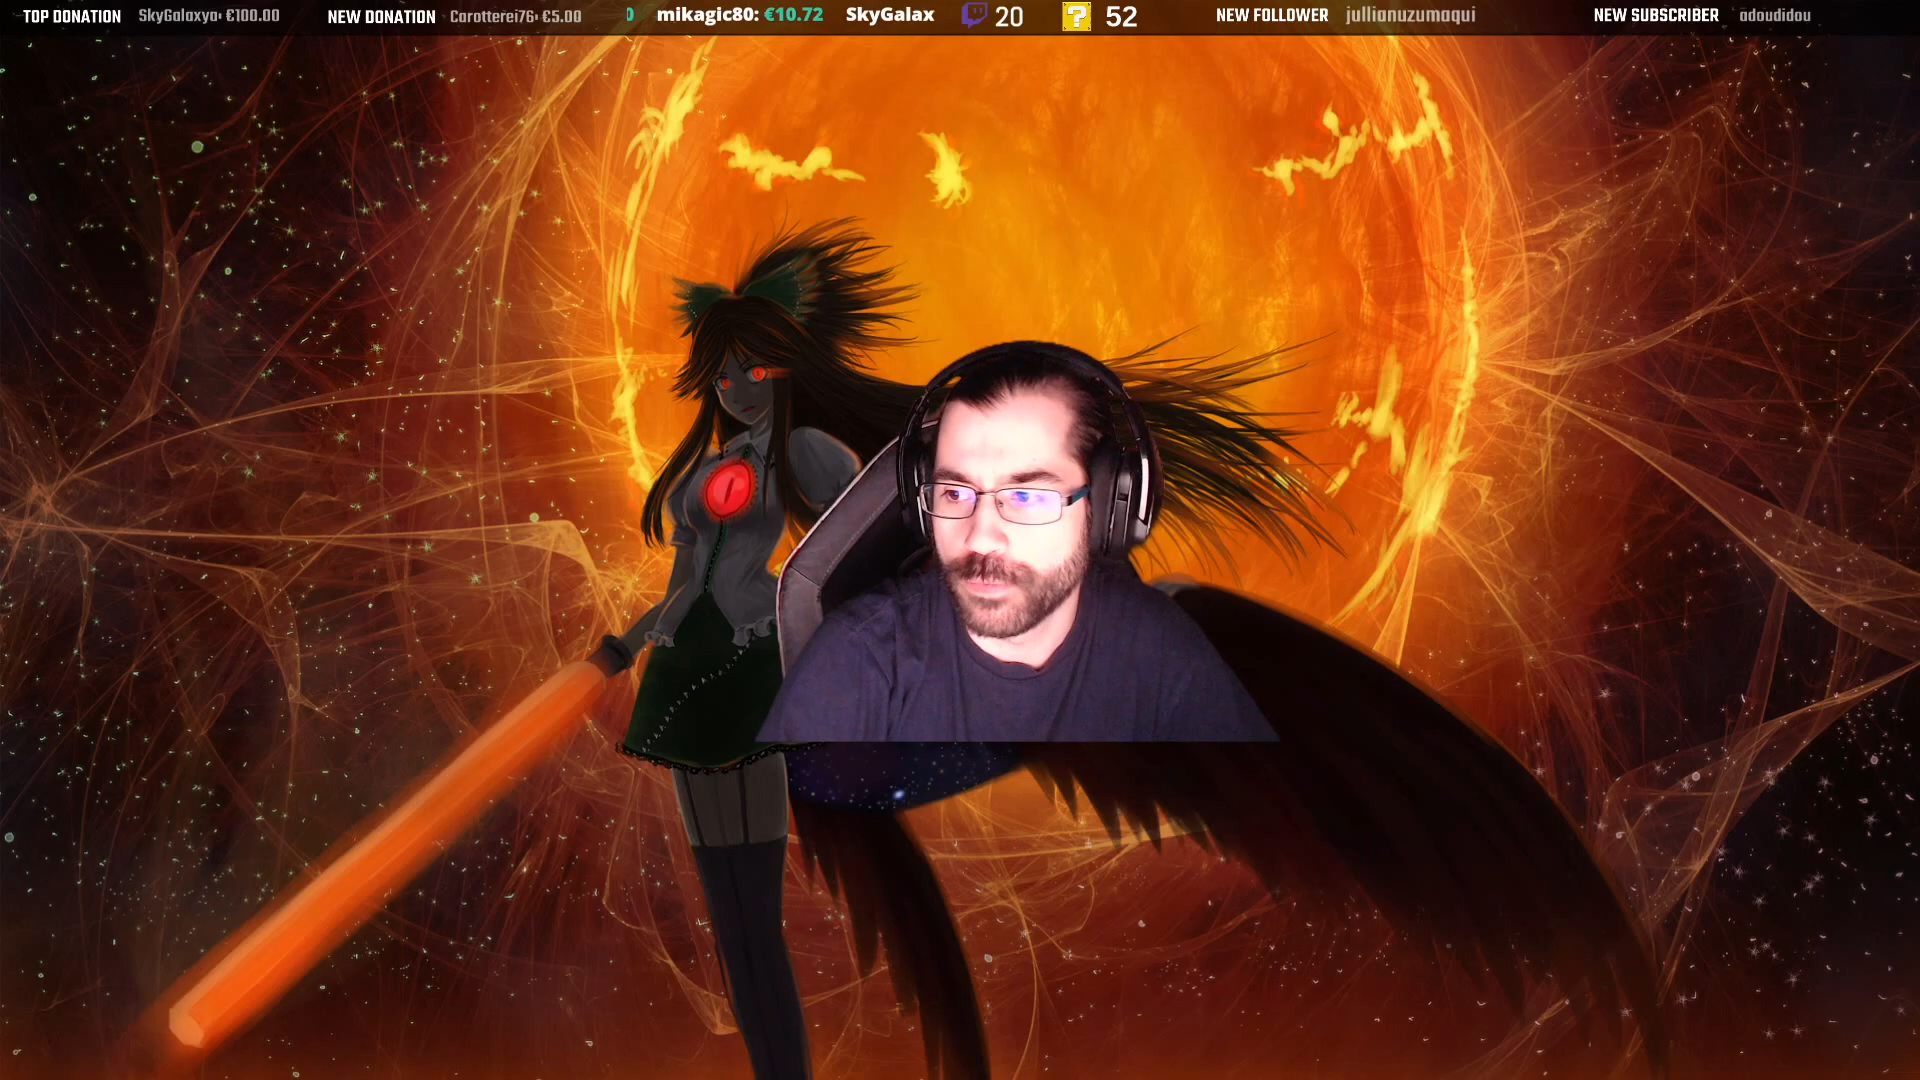 TOP DONATION SkyGalaxya: €100.00 NEW DONATION Carotterei76: €5.00 0 mikagic80: €10.72 SkyGalax 20 ? 52 NEW FOLLOWER jullianuzumaqui NEW SUBSCRIBER adoudidou